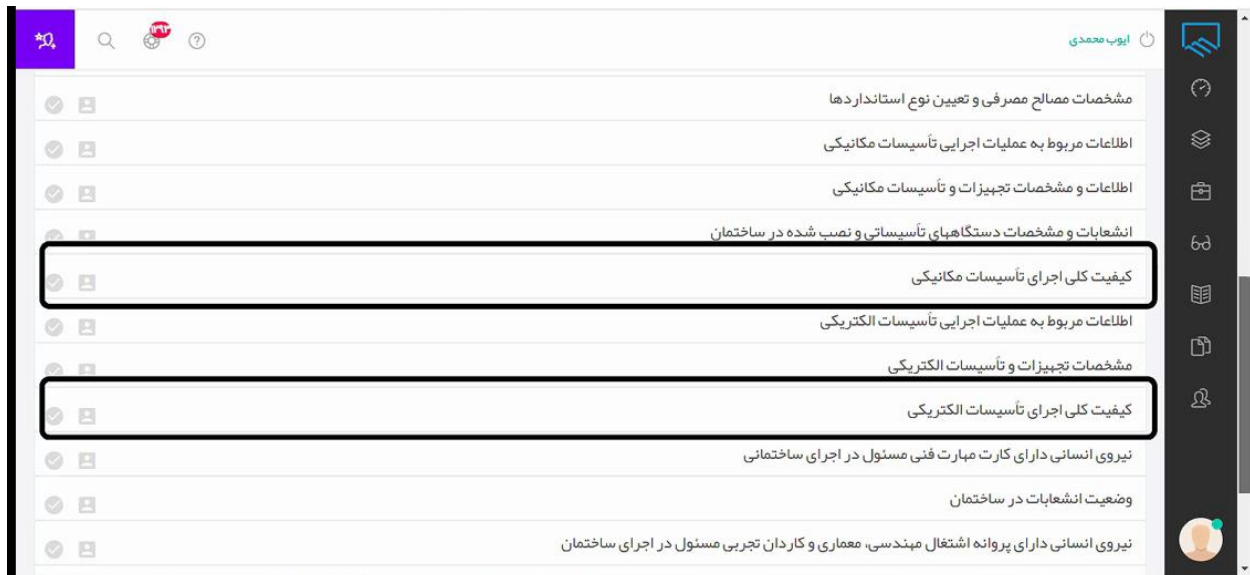 ایوب محمدی
۱۳۹۳
مشخصات مصالح مصرفی و تعیین نوع استانداردها
اطلاعات مربوط به عملیات اجرایی تأسیسات مکانیکی
اطلاعات و مشخصات تجهیزات و تأسیسات مکانیکی
انشعابات و مشخصات دستگاههای تأسیساتی و نصب شده در ساختمان
کیفیت کلی اجرای تأسیسات مکانیکی
اطلاعات مربوط به عملیات اجرایی تأسیسات الکتریکی
مشخصات تجهیزات و تأسیسات الکتریکی
کیفیت کلی اجرای تأسیسات الکتریکی
نیروی انسانی دارای کارت مهارت فنی مسئول در اجرای ساختمانی
وضعیت انشعابات در ساختمان
نیروی انسانی دارای پروانه اشتغال مهندسی، معماری و کاردان تجربی مسئول در اجرای ساختمان